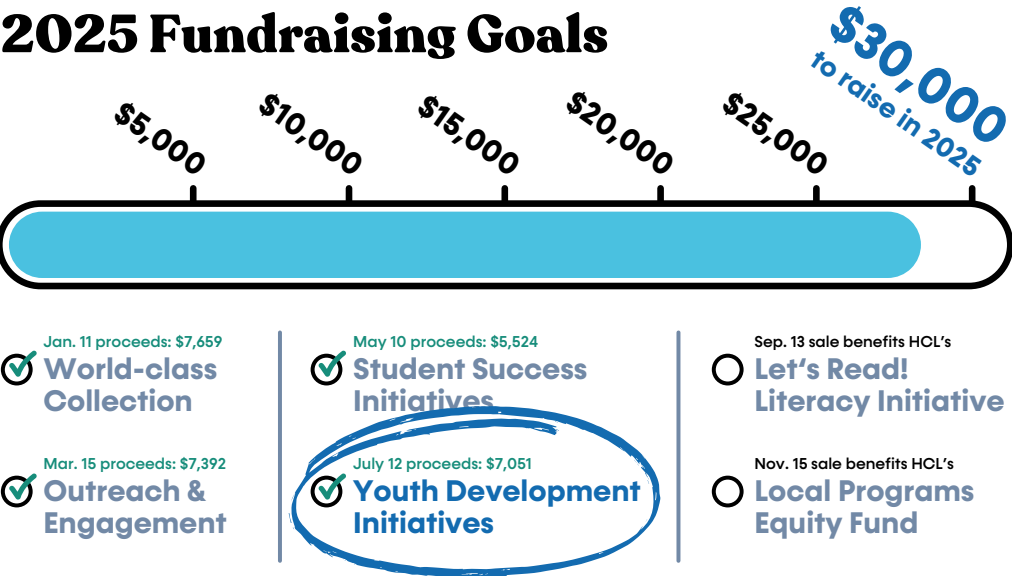 2025 Fundraising Goals
$30,000
to raise in 2025
$5,000
$10,000
$15,000
$20,000
$25,000
Jan. 11 proceeds: $7,659
World-class
Collection
Mar. 15 proceeds: $7,392
Outreach &
Engagement
May 10 proceeds: $5,524
Student Success
Initiatives
July 12 proceeds: $7,051
Youth Development
Initiatives
Sep. 13 sale benefits HCL’s
Let‘s Read!
Literacy Initiative
Nov. 15 sale benefits HCL’s
Local Programs
Equity Fund